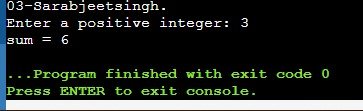 03-Sarabjeetsingh.
Enter a positive integer: 3
sum = 6
...Program finished with exit code 0
Press ENTER to exit console.